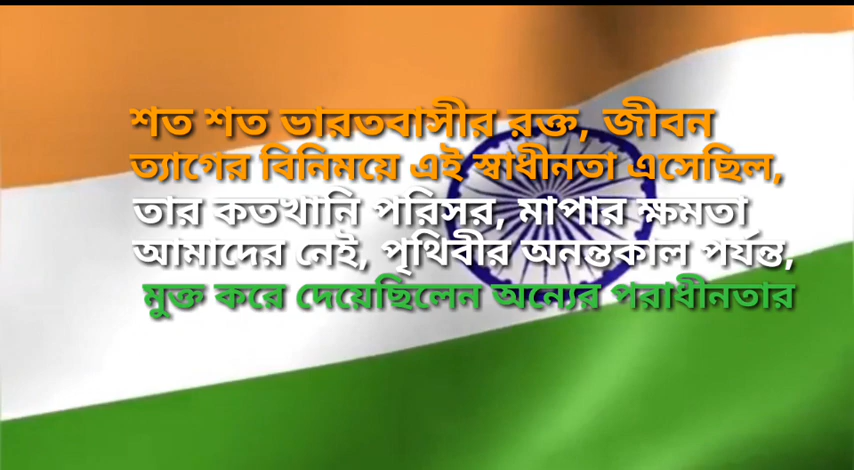 শত শত ভারতবাসীর রক্ত, জীবন
ত্যাগের বিনিময়ে এই স্বাধীনতা এসেছিল,
তার কতখানি পরিসর, মাপার ক্ষমতা
আমাদের নেই, পৃথিবীর অনন্তকাল পর্যন্ত,
মুক্ত করে দেয়েছিলেন অন্যের পরাধীনতার